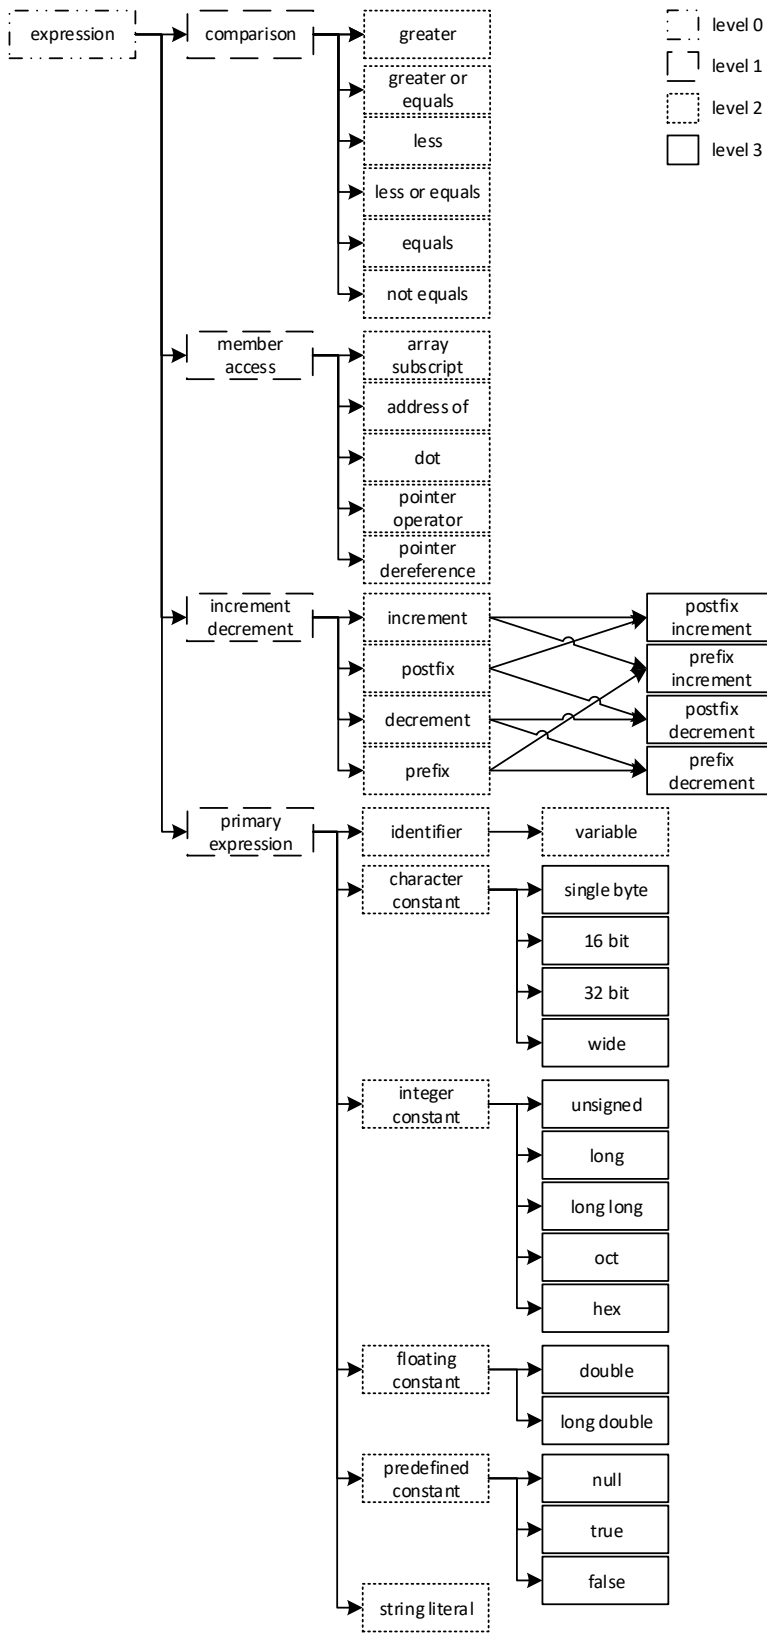 expression
comparison
greater
level 0
greater or
equals
level 1
level 2
less
level 3
less or equals
equals
not equals
member
access
array
subscript
address of
dot
pointer
operator
pointer
dereference
increment
decrement
increment
postfix
increment
postfix
prefix
increment
decrement
postfix
decrement
prefix
prefix
decrement
primary
expression
identifier
variable
character
constant
single byte
16 bit
32 bit
wide
integer
constant
unsigned
long
long long
oct
hex
floating
constant
double
long double
predefined
constant
null
true
false
string literal